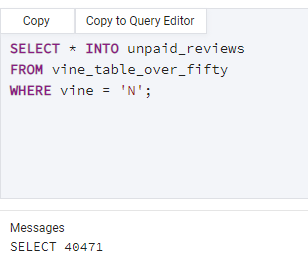 Copy Copy to Query Editor
SELECT * INTO unpaid_reviews
FROM vine_table_over_fifty
WHERE vine = 'N';
Messages
SELECT 40471